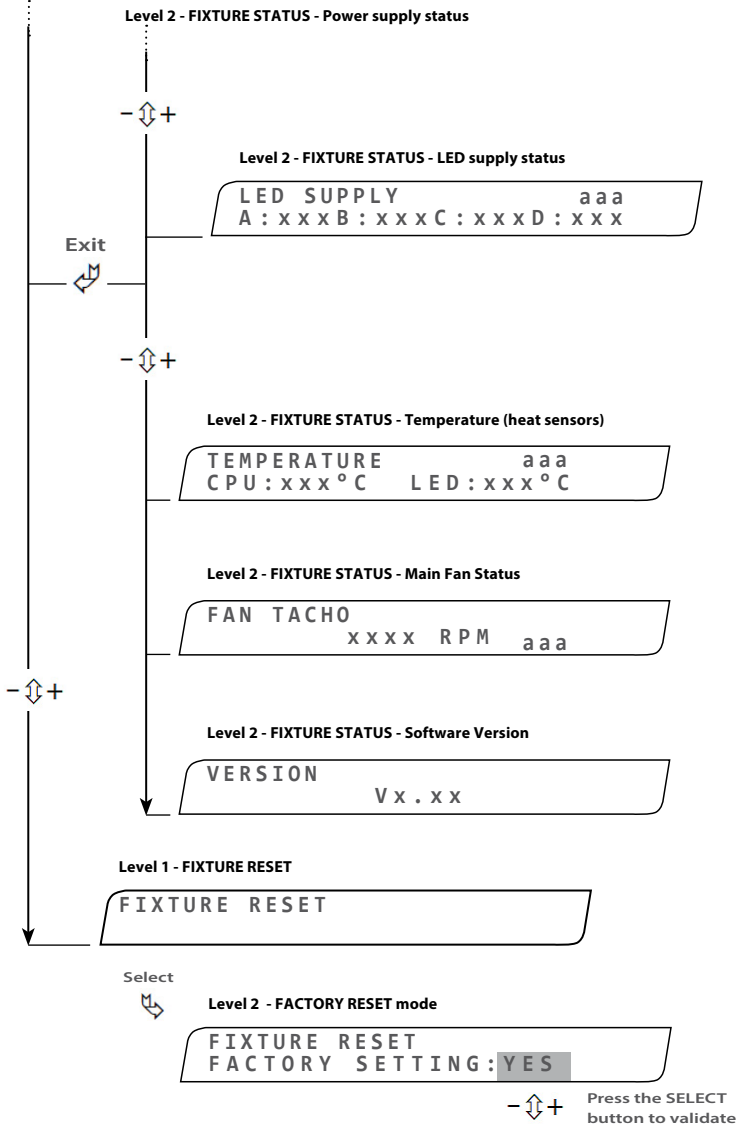 Level 2 - FIXTURE STATUS - Power supply status
- +
Level 2 - FIXTURE STATUS - LED supply status
LED SUPPLY aaa
A:xxxB:xxxC:xxxD:xxx
Exit
- +
Level 2 - FIXTURE STATUS - Temperature (heat sensors)
TEMPERATURE aaa
CPU:xxx°C LED:xxx°C
Level 2 - FIXTURE STATUS - Main Fan Status
FAN TACHO
xxxx RPM aaa
- +
Level 2 - FIXTURE STATUS - Software Version
VERSION
Vx.xx
Level 1 - FIXTURE RESET
FIXTURE RESET
Select
Level 2 - FACTORY RESET mode
FIXTURE RESET
FACTORY SETTING:YES
- + Press the SELECT
button to validate